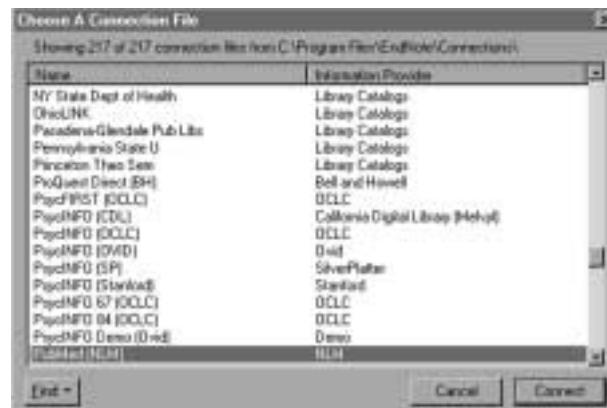 Choose A Connection File
Showing 217 of 217 connection files from C:\Program Files\EndNote\Connections\.
Name Information Provider
NY State Dept of Health Library Catalogs
OhioLINK Library Catalogs
Pasadena-Glendale Pub Libs Library Catalogs
Pennsylvania State U Library Catalogs
Princeton Theo Sem Library Catalogs
ProQuest Direct (BH) Bell and Howell
PsycFIRST (OCLC) OCLC
PsycINFO (CDL) California Digital Library (Melvyl)
PsycINFO (OCLC) OCLC
PsycINFO (OVID) Ovid
PsycINFO (SP) SilverPlatter
PsycINFO (Stanford) Stanford
PsycINFO 67 (OCLC) OCLC
PsycINFO 84 (OCLC) OCLC
PsycINFO Demo (Ovid) Demo
PubMed (NLM) NLM
Find Cancel Connect